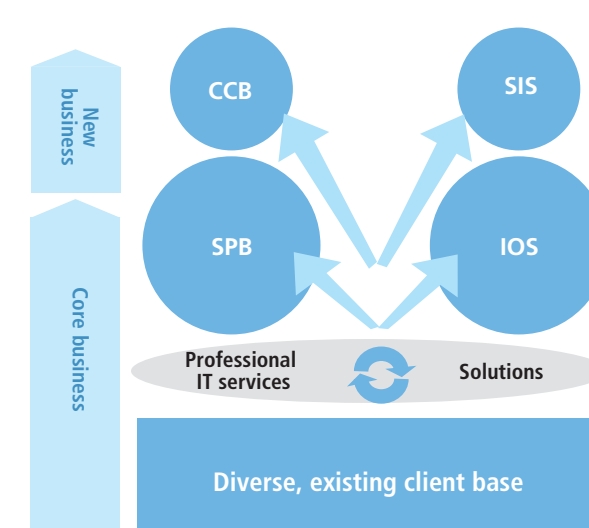 New
business
CCB
SIS
SPB
IOS
Core business
Professional
IT services
Solutions
Diverse, existing client base